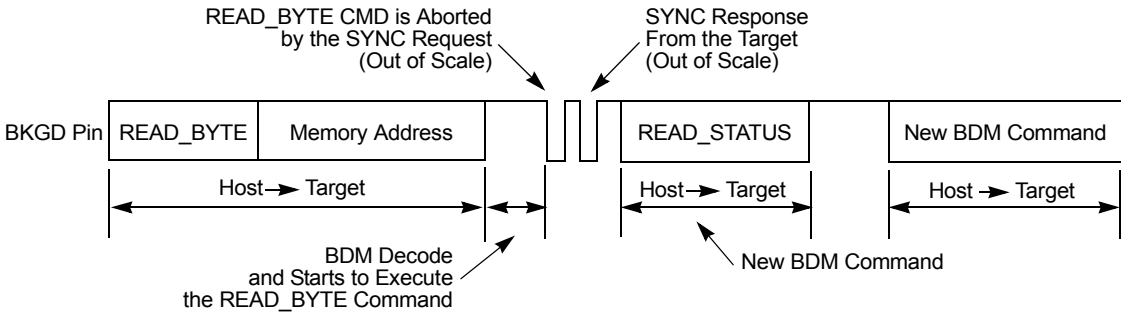 READ_BYTE CMD is Aborted
by the SYNC Request
(Out of Scale)
SYNC Response
From the Target
(Out of Scale)
BKGD Pin
READ_BYTE
Memory Address
READ_STATUS
New BDM Command
Host Target
Host Target
Host Target
BDM Decode
and Starts to Execute
the READ_BYTE Command
New BDM Command